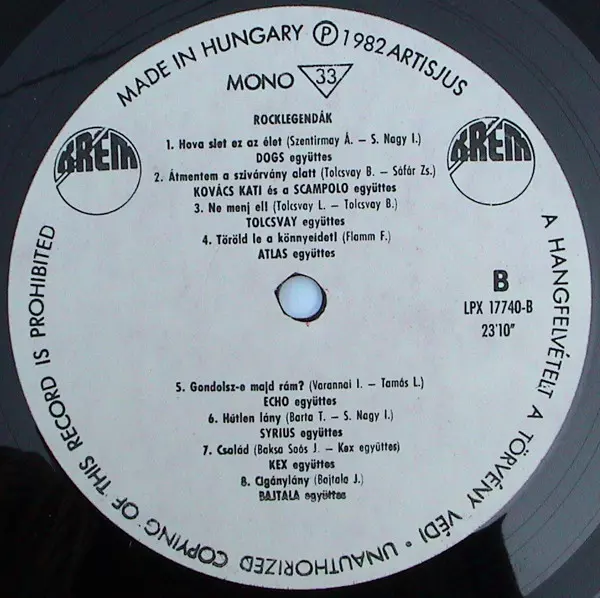 MADE IN HUNGARY Ⓟ 1982 ARTISJUS
MONO 33
ROCKLEGENDÁK
KRÉM
KRÉM
1. Hova siet ez az élet (Szentirmay Á. – S. Nagy I.)
DOGS együttes
2. Átmentem a szivárvány alatt (Tolcsvay B. – Sáfár Zs.)
KOVÁCS KATI és a SCAMPOLO együttes
3. Ne menj el! (Tolcsvay L. – Tolcsvay B.)
TOLCSVAY együttes
4. Töröld le a könnyeidet! (Flamm F.)
ATLAS együttes
B
LPX 17740-B
23'10"
5. Gondolsz-e majd rám? (Varannai I. – Tamás L.)
ECHO együttes
6. Hűtlen lány (Barta T. – S. Nagy I.)
SYRIUS együttes
7. Család (Baksa Soós J. – Kex együttes)
KEX együttes
8. Cigánylány (Bajtala J.)
BAJTALA együttes
A HANGFELVÉTELT A TÖRVÉNY VÉDI • UNAUTHORIZED COPYING OF THIS RECORD IS PROHIBITED